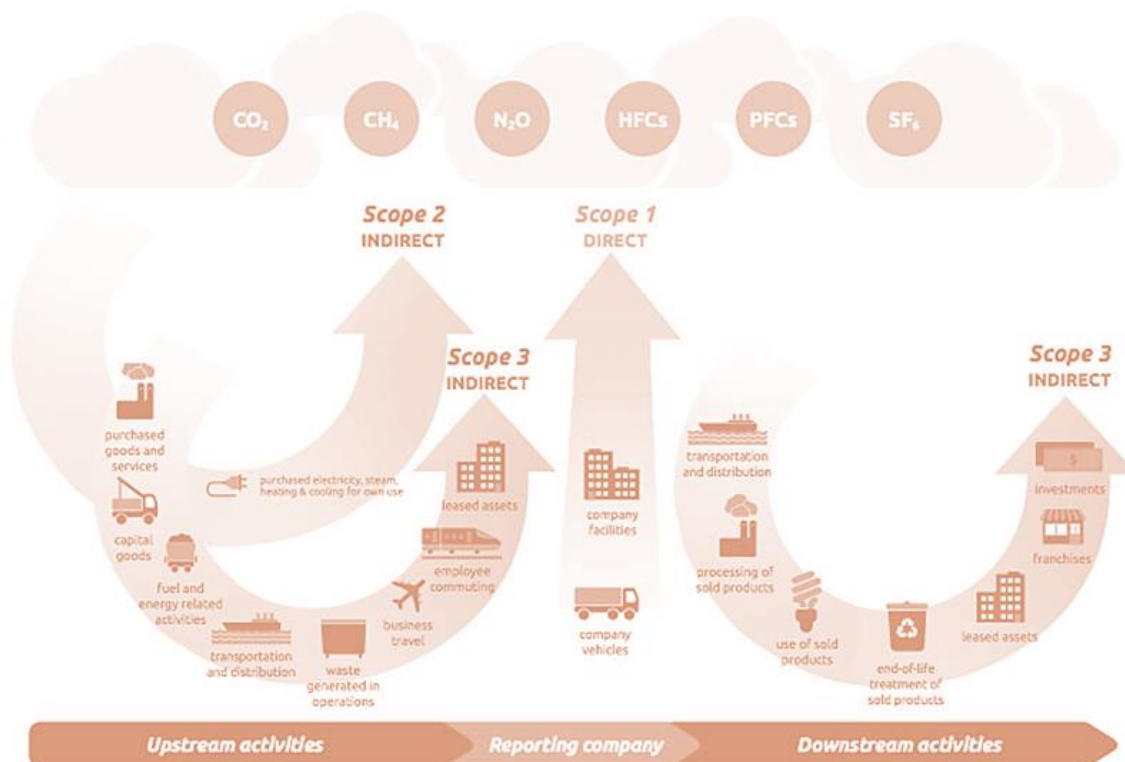 CO₂
CH₄
N₂O
HFCs
PFCs
SF₆
Scope 2
INDIRECT
Scope 1
DIRECT
Scope 3
INDIRECT
Scope 3
INDIRECT
purchased
goods and
services
capital
goods
fuel and
energy related
activities
transportation
and distribution
waste
generated in
operations
business
travel
employee
commuting
leased assets
purchased electricity, steam,
heating & cooling for own use
company
facilities
company
vehicles
transportation
and distribution
processing of
sold products
use of sold
products
end-of-life
treatment of
sold products
leased assets
franchises
investments
$
Upstream activities
Reporting company
Downstream activities